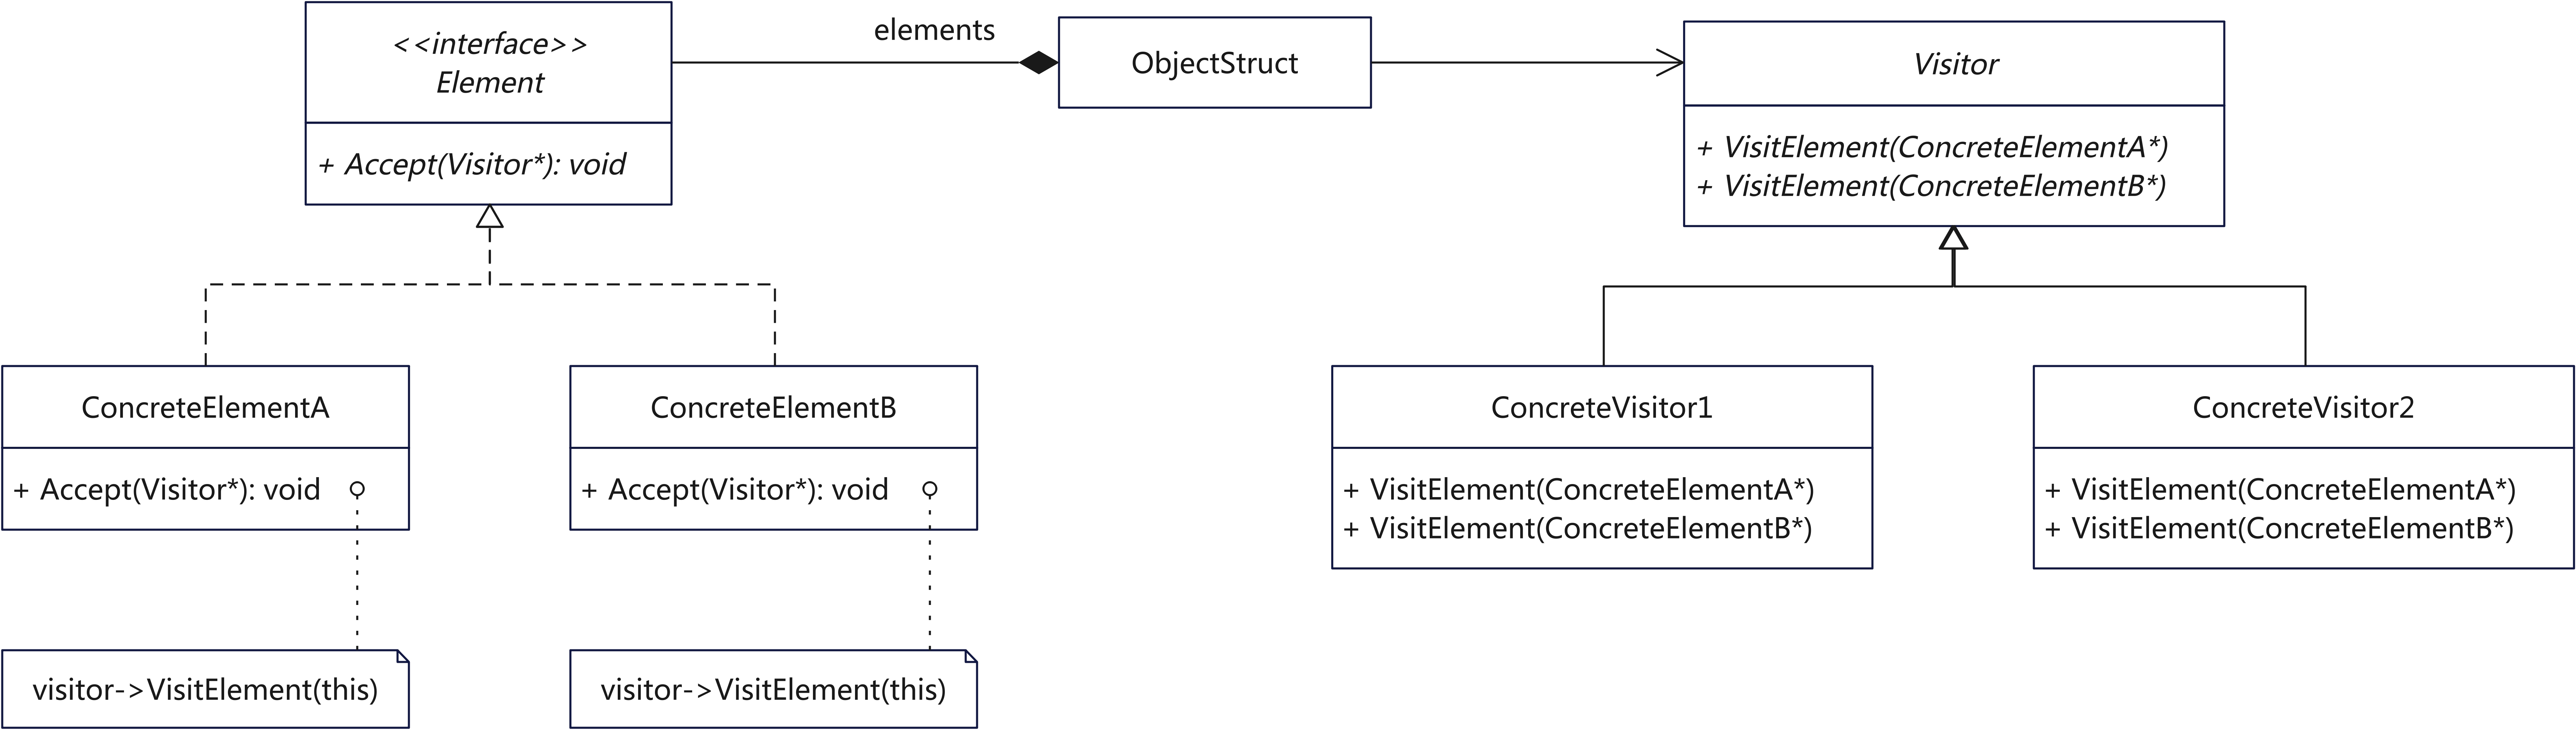 <<interface>>
Element
+ Accept(Visitor*): void
elements
ObjectStruct
Visitor
+ VisitElement(ConcreteElementA*)
+ VisitElement(ConcreteElementB*)
ConcreteElementA
+ Accept(Visitor*): void
visitor->VisitElement(this)
ConcreteElementB
+ Accept(Visitor*): void
visitor->VisitElement(this)
ConcreteVisitor1
+ VisitElement(ConcreteElementA*)
+ VisitElement(ConcreteElementB*)
ConcreteVisitor2
+ VisitElement(ConcreteElementA*)
+ VisitElement(ConcreteElementB*)